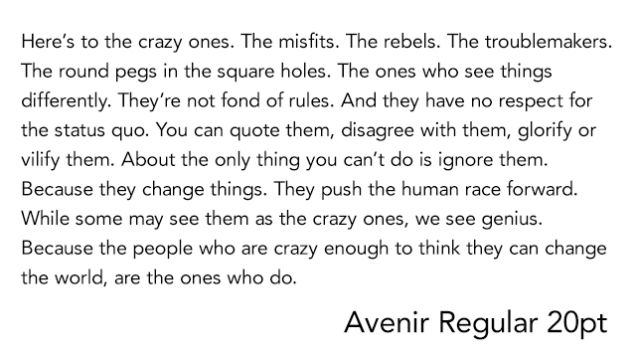 Here’s to the crazy ones. The misfits. The rebels. The troublemakers.
The round pegs in the square holes. The ones who see things
differently. They’re not fond of rules. And they have no respect for
the status quo. You can quote them, disagree with them, glorify or
vilify them. About the only thing you can’t do is ignore them.
Because they change things. They push the human race forward.
While some may see them as the crazy ones, we see genius.
Because the people who are crazy enough to think they can change
the world, are the ones who do.
Avenir Regular 20pt